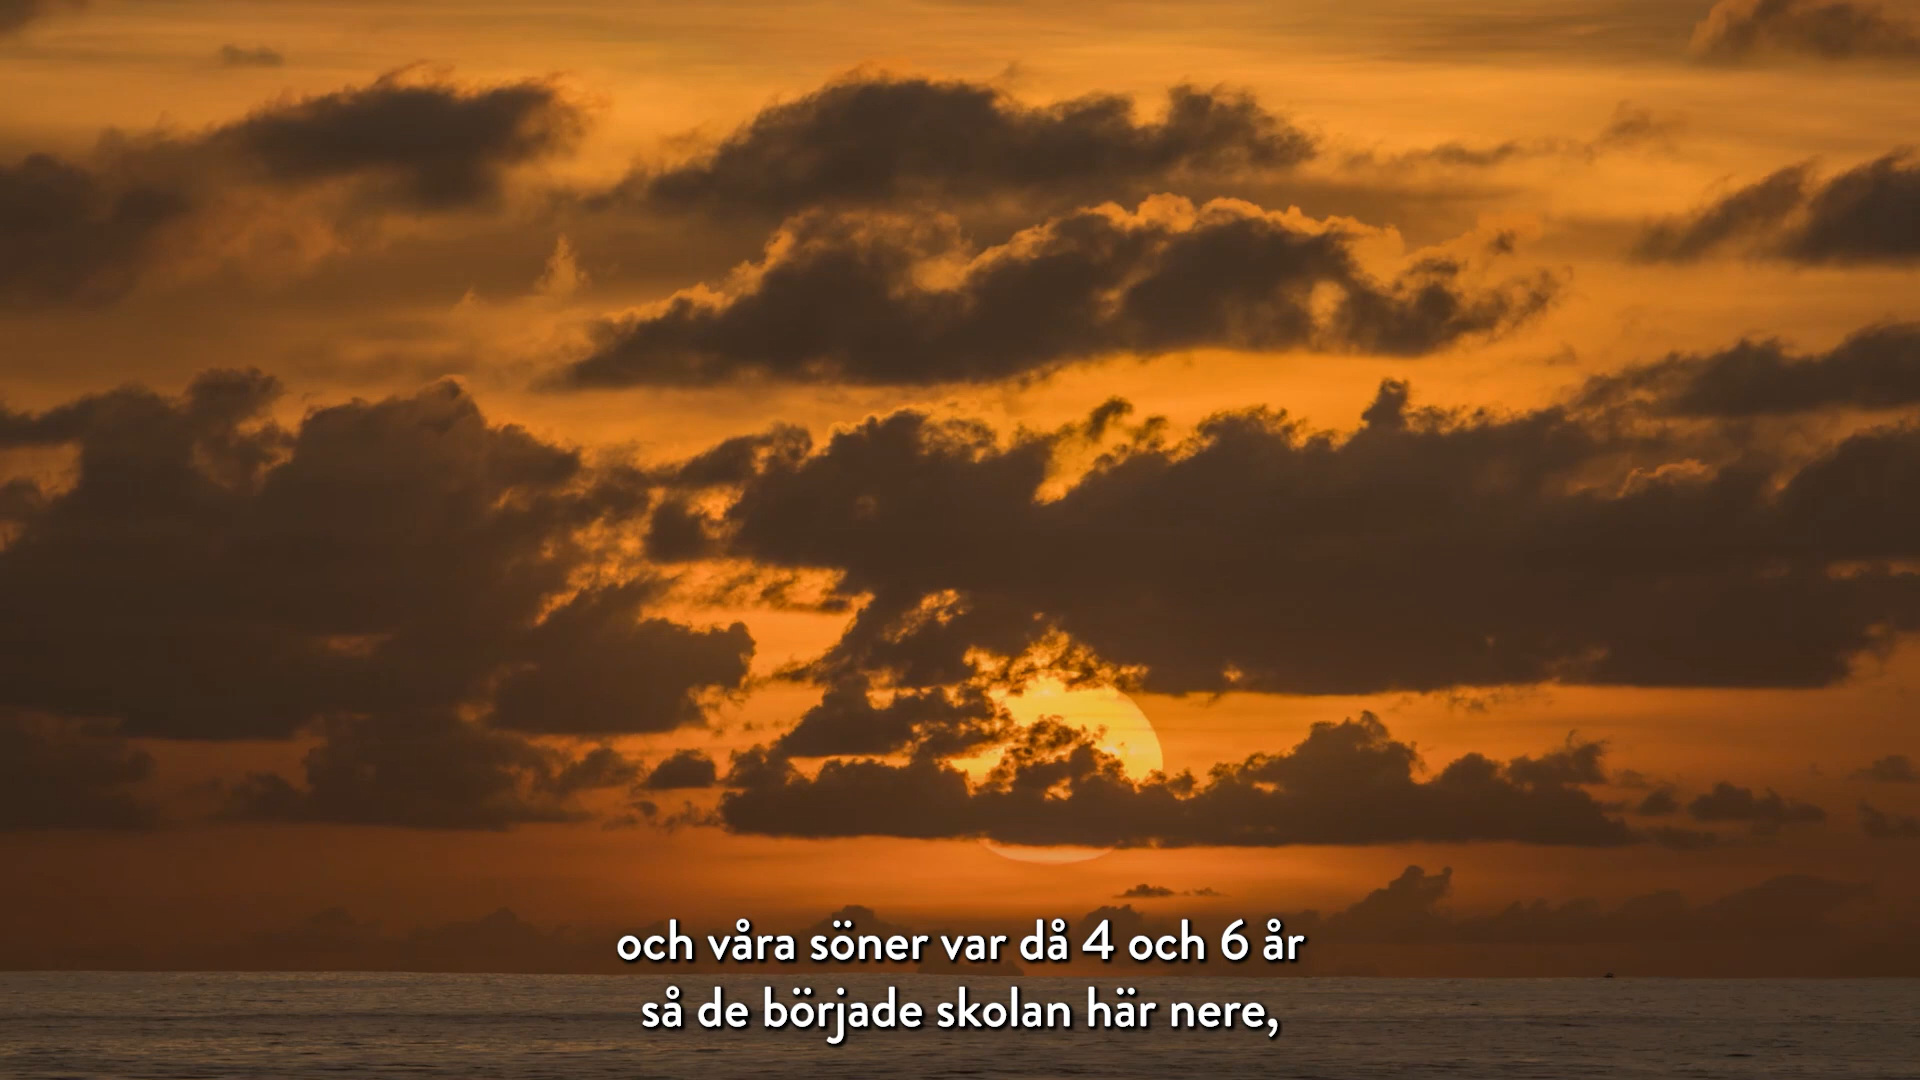 och våra söner var då 4 och 6 år
så de började skolan här nere,